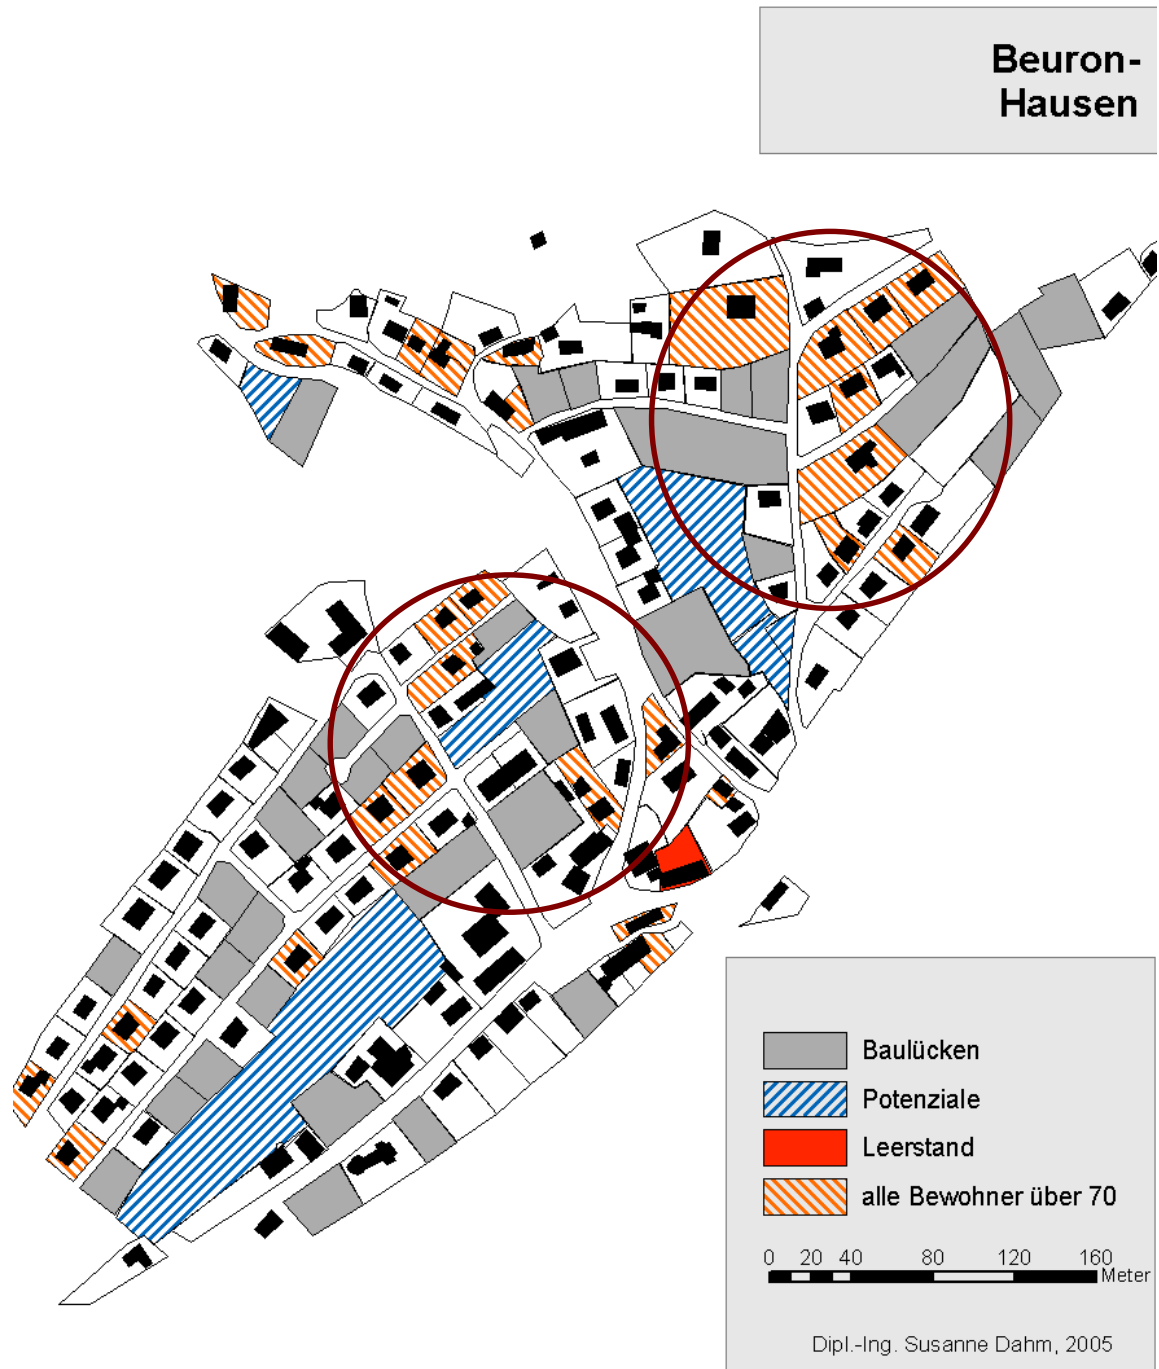 Beuron-
Hausen
Baulücken
Potenziale
Leerstand
alle Bewohner über 70
0 20 40 80 120 160
Meter
Dipl.-Ing. Susanne Dahm, 2005